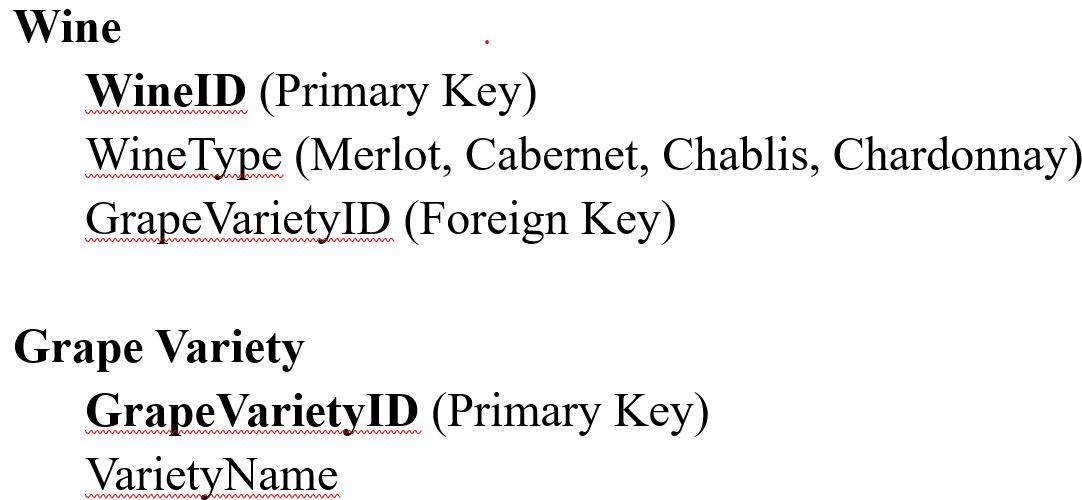 Wine
WineID (Primary Key)
WineType (Merlot, Cabernet, Chablis, Chardonnay)
GrapeVarietyID (Foreign Key)
Grape Variety
GrapeVarietyID (Primary Key)
VarietyName